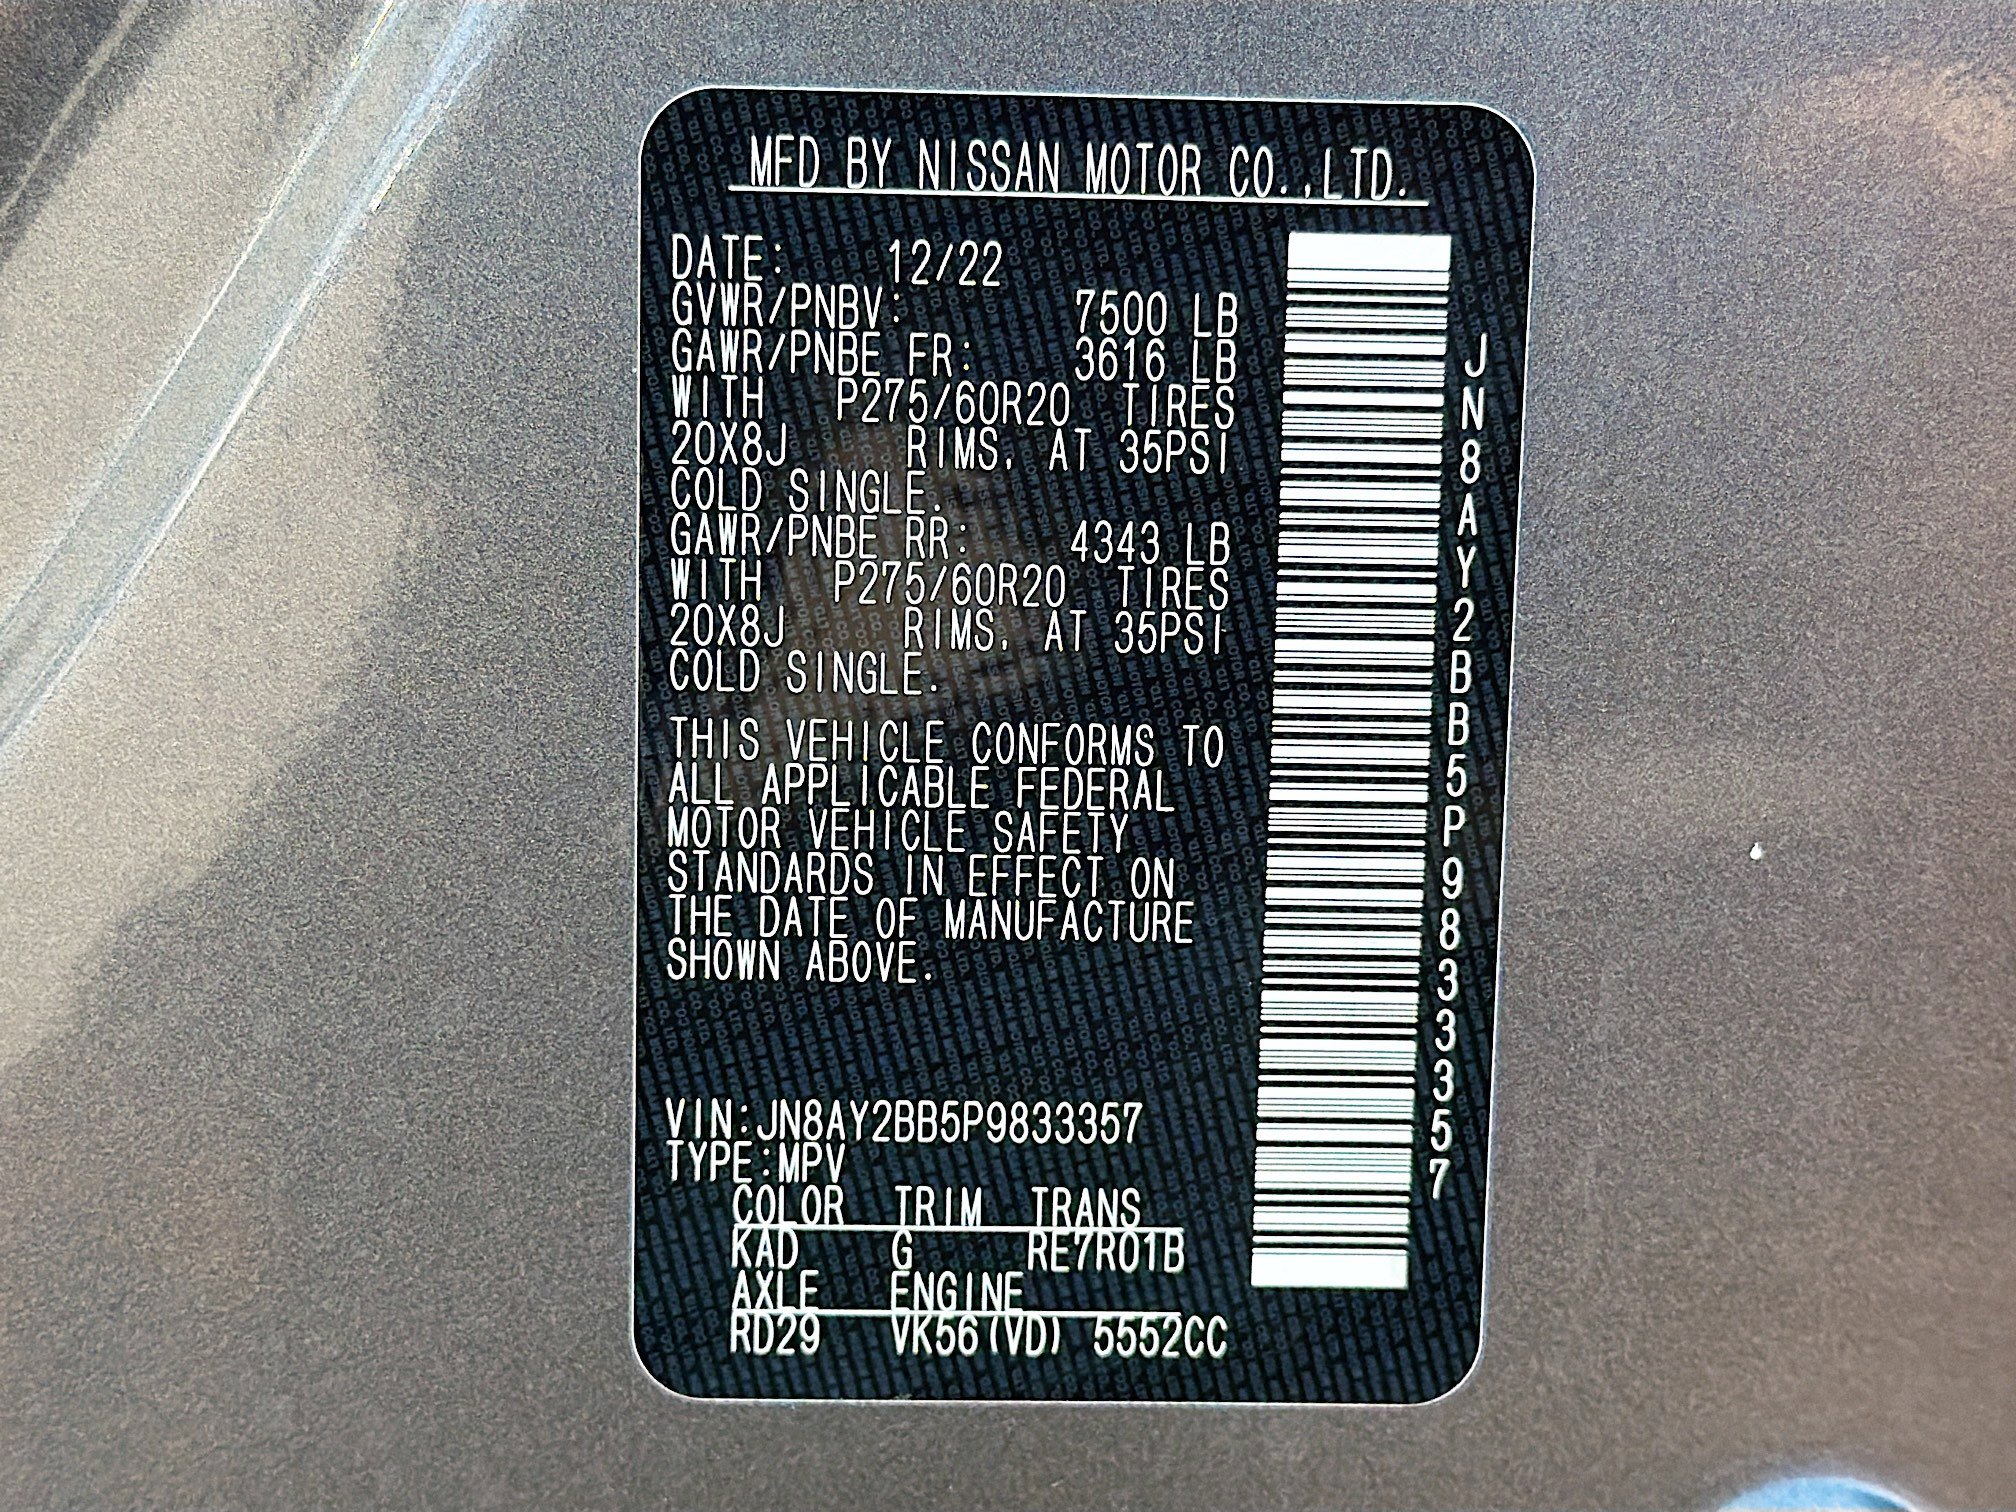 MFD BY NISSAN MOTOR CO.,LTD.
DATE: 12/22
GVWR/PNBV: 7500 LB
GAWR/PNBE FR: 3616 LB
WITH P275/60R20 TIRES
20X8J RIMS. AT 35PSI
COLD SINGLE.
GAWR/PNBE RR: 4343 LB
WITH P275/60R20 TIRES
20X8J RIMS. AT 35PSI
COLD SINGLE.
THIS VEHICLE CONFORMS TO
ALL APPLICABLE FEDERAL
MOTOR VEHICLE SAFETY
STANDARDS IN EFFECT ON
THE DATE OF MANUFACTURE
SHOWN ABOVE.
VIN:JN8AY2BB5P9833357
TYPE:MPV
COLOR TRIM TRANS
KAD G RE7R01B
AXLE ENGINE
RD29 VK56(VD) 5552CC
JN8AY2BB5P9833357